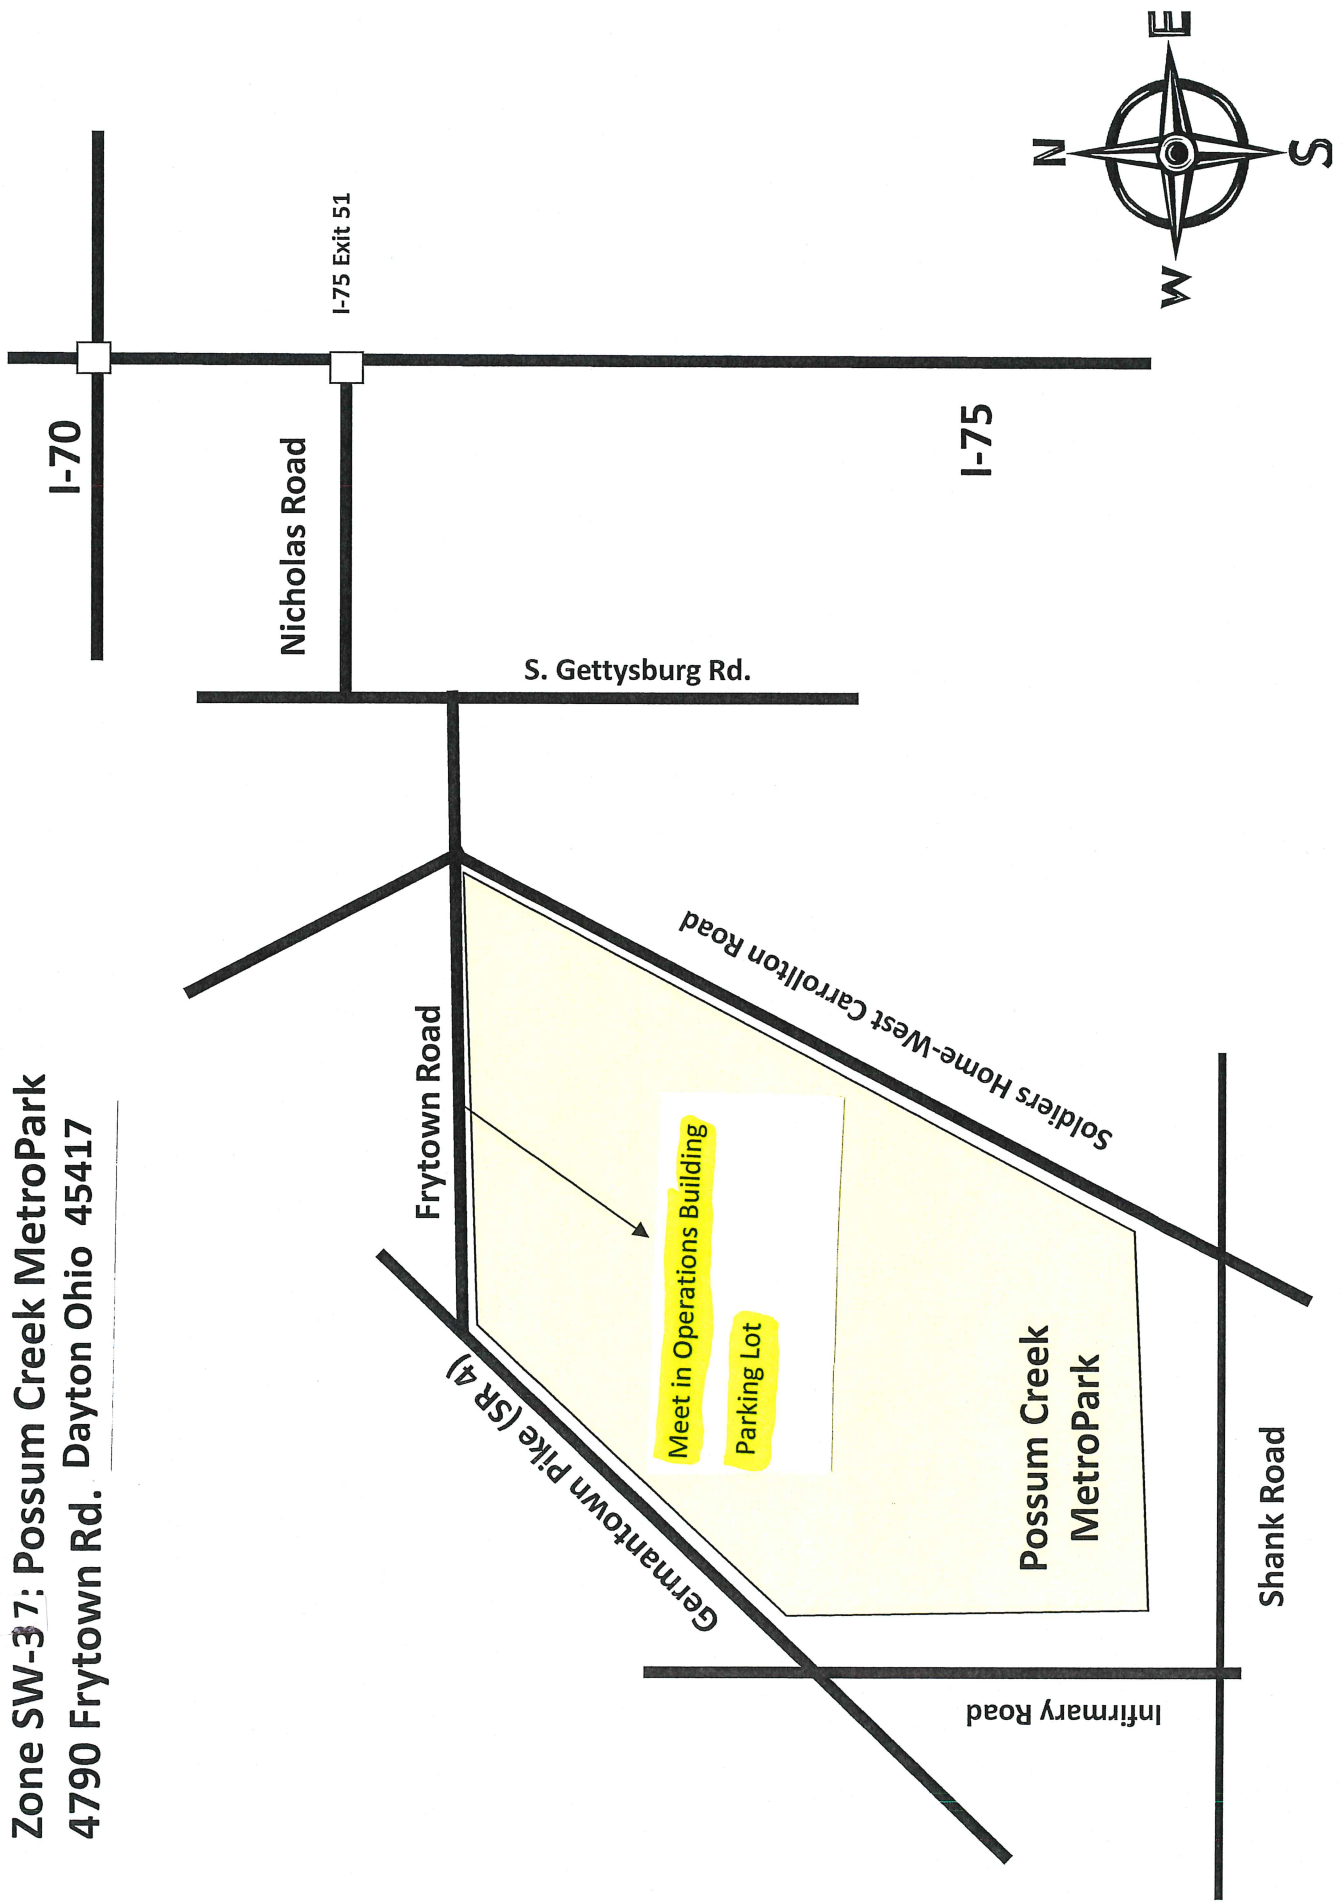 Zone SW-37: Possum Creek MetroPark
4790 Frytown Rd. Dayton Ohio 45417
I-70
Nicholas Road
I-75 Exit 51
S. Gettysburg Rd.
I-75
Frytown Road
Germantown Pike (SR 4)
Meet in Operations Building
Parking Lot
Soldiers Home-West Carrollton Road
Possum Creek
MetroPark
Infirmary Road
Shank Road
N
W
E
S